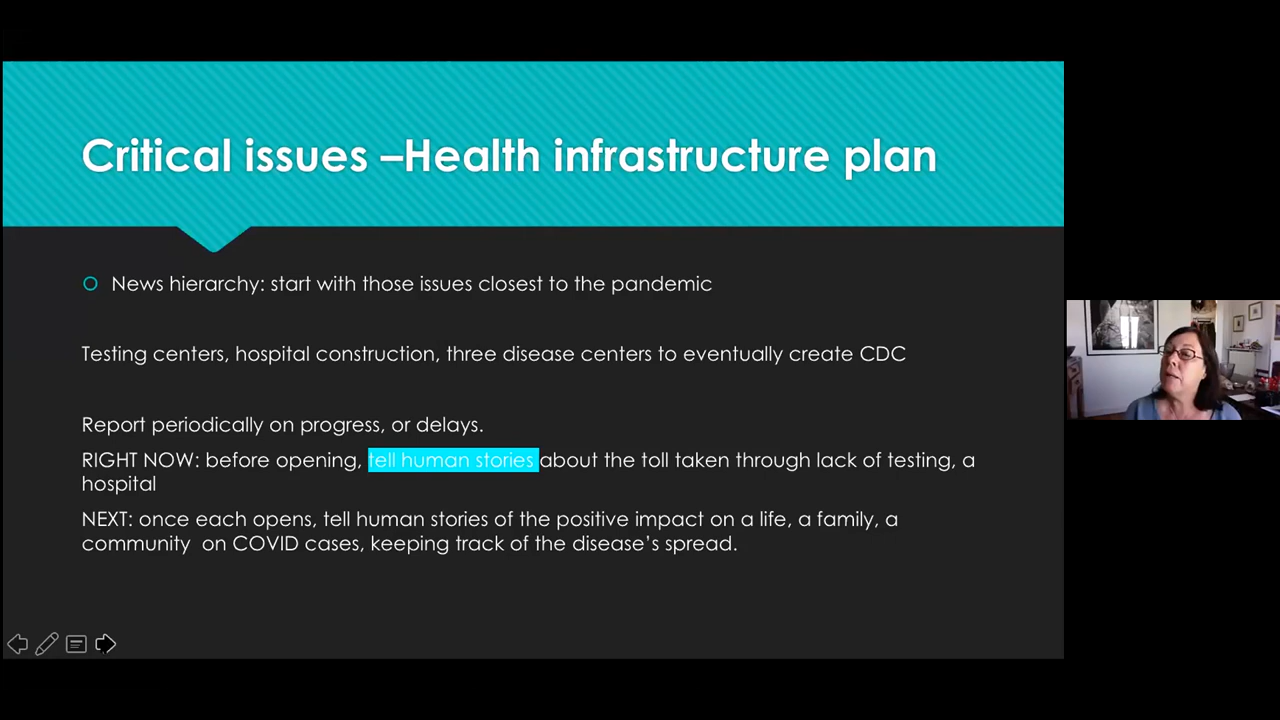 Critical issues –Health infrastructure plan
News hierarchy: start with those issues closest to the pandemic
Testing centers, hospital construction, three disease centers to eventually create CDC
Report periodically on progress, or delays.
RIGHT NOW: before opening, tell human stories about the toll taken through lack of testing, a
hospital
NEXT: once each opens, tell human stories of the positive impact on a life, a family, a
community  on COVID cases, keeping track of the disease’s spread.